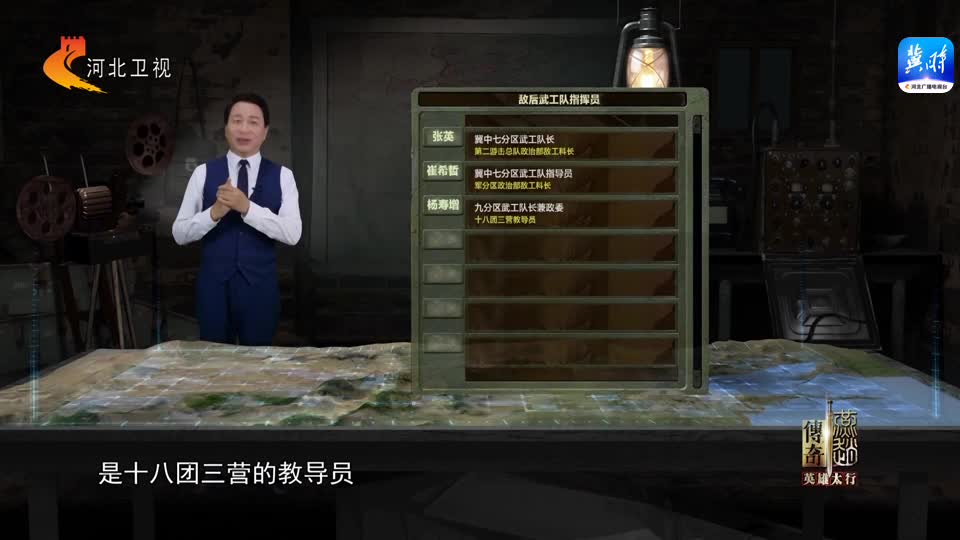 河北卫视
冀时
河北广播电视台
敌后武工队指挥员
张英
冀中七分区武工队长
第二游击总队政治部敌工科长
崔希哲
冀中七分区武工队指导员
军分区政治部敌工科长
杨寿增
九分区武工队长兼政委
十八团三营教导员
燕赵
傳奇
英雄太行
是十八团三营的教导员